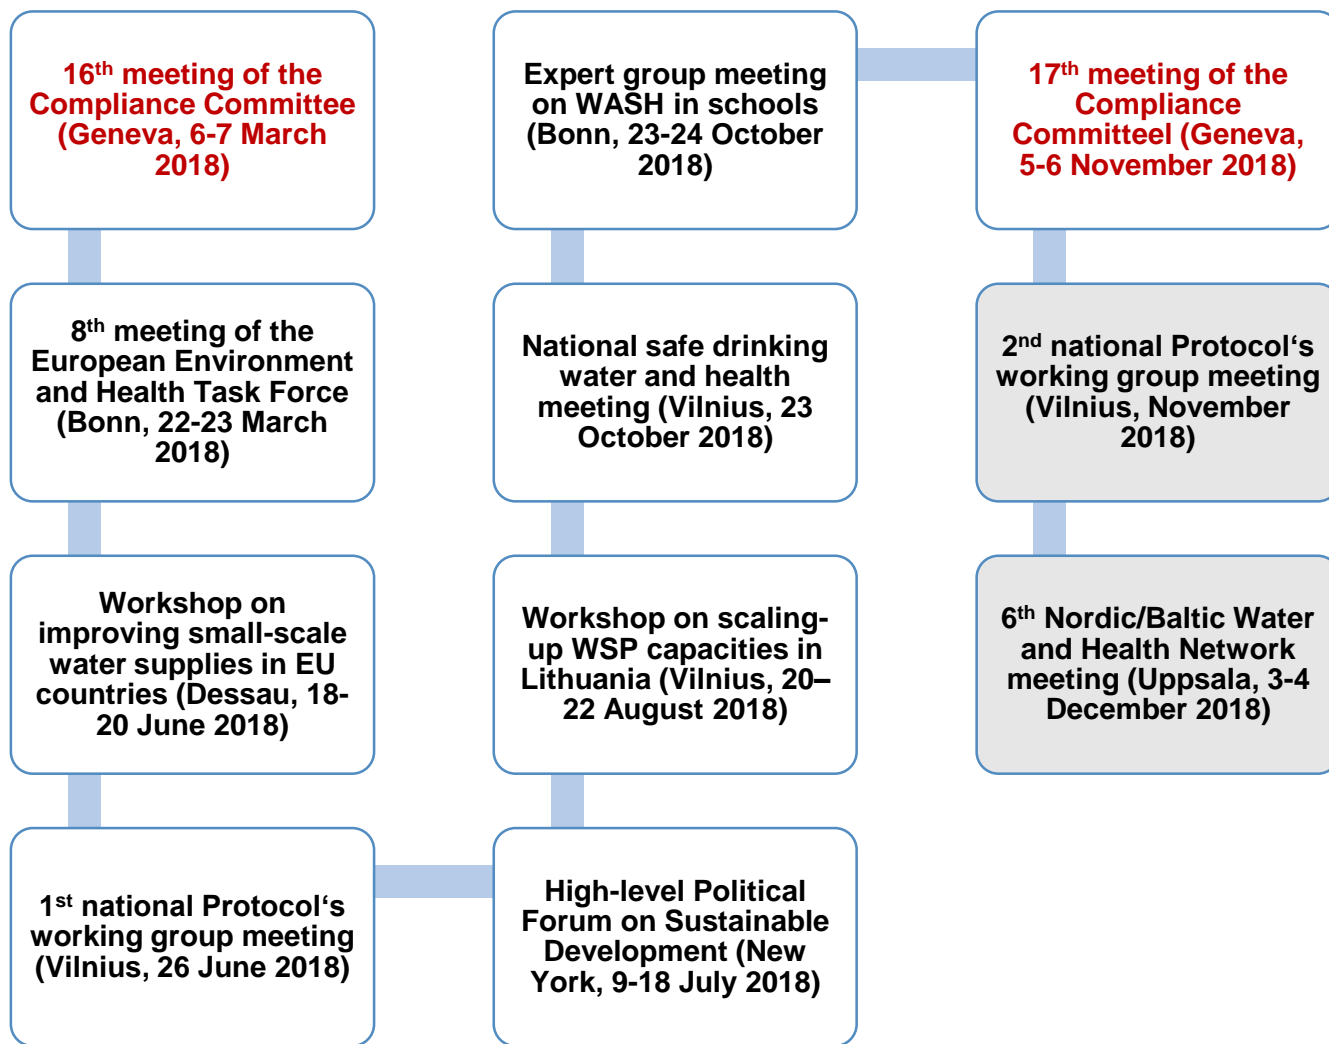 16th meeting of the
Compliance Committee
(Geneva, 6-7 March
2018)
8th meeting of the
European Environment
and Health Task Force
(Bonn, 22-23 March
2018)
Workshop on
improving small-scale
water supplies in EU
countries (Dessau, 18-
20 June 2018)
1st national Protocol‘s
working group meeting
(Vilnius, 26 June 2018)
High-level Political
Forum on Sustainable
Development (New
York, 9-18 July 2018)
Workshop on scaling-
up WSP capacities in
Lithuania (Vilnius, 20–
22 August 2018)
National safe drinking
water and health
meeting (Vilnius, 23
October 2018)
Expert group meeting
on WASH in schools
(Bonn, 23-24 October
2018)
17th meeting of the
Compliance
Committeel (Geneva,
5-6 November 2018)
2nd national Protocol‘s
working group meeting
(Vilnius, November
2018)
6th Nordic/Baltic Water
and Health Network
meeting (Uppsala, 3-4
December 2018)